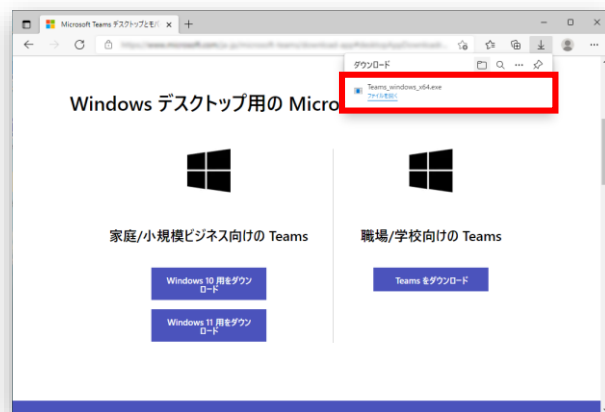 Microsoft Teams デスクトップとモバ
ダウンロード
Teams_windows_x64.exe
ファイルを開く
Windows デスクトップ用の Micro
家庭/小規模ビジネス向けの Teams
Windows 10 用をダウン
ロード
Windows 11 用をダウン
ロード
職場/学校向けの Teams
Teams をダウンロード